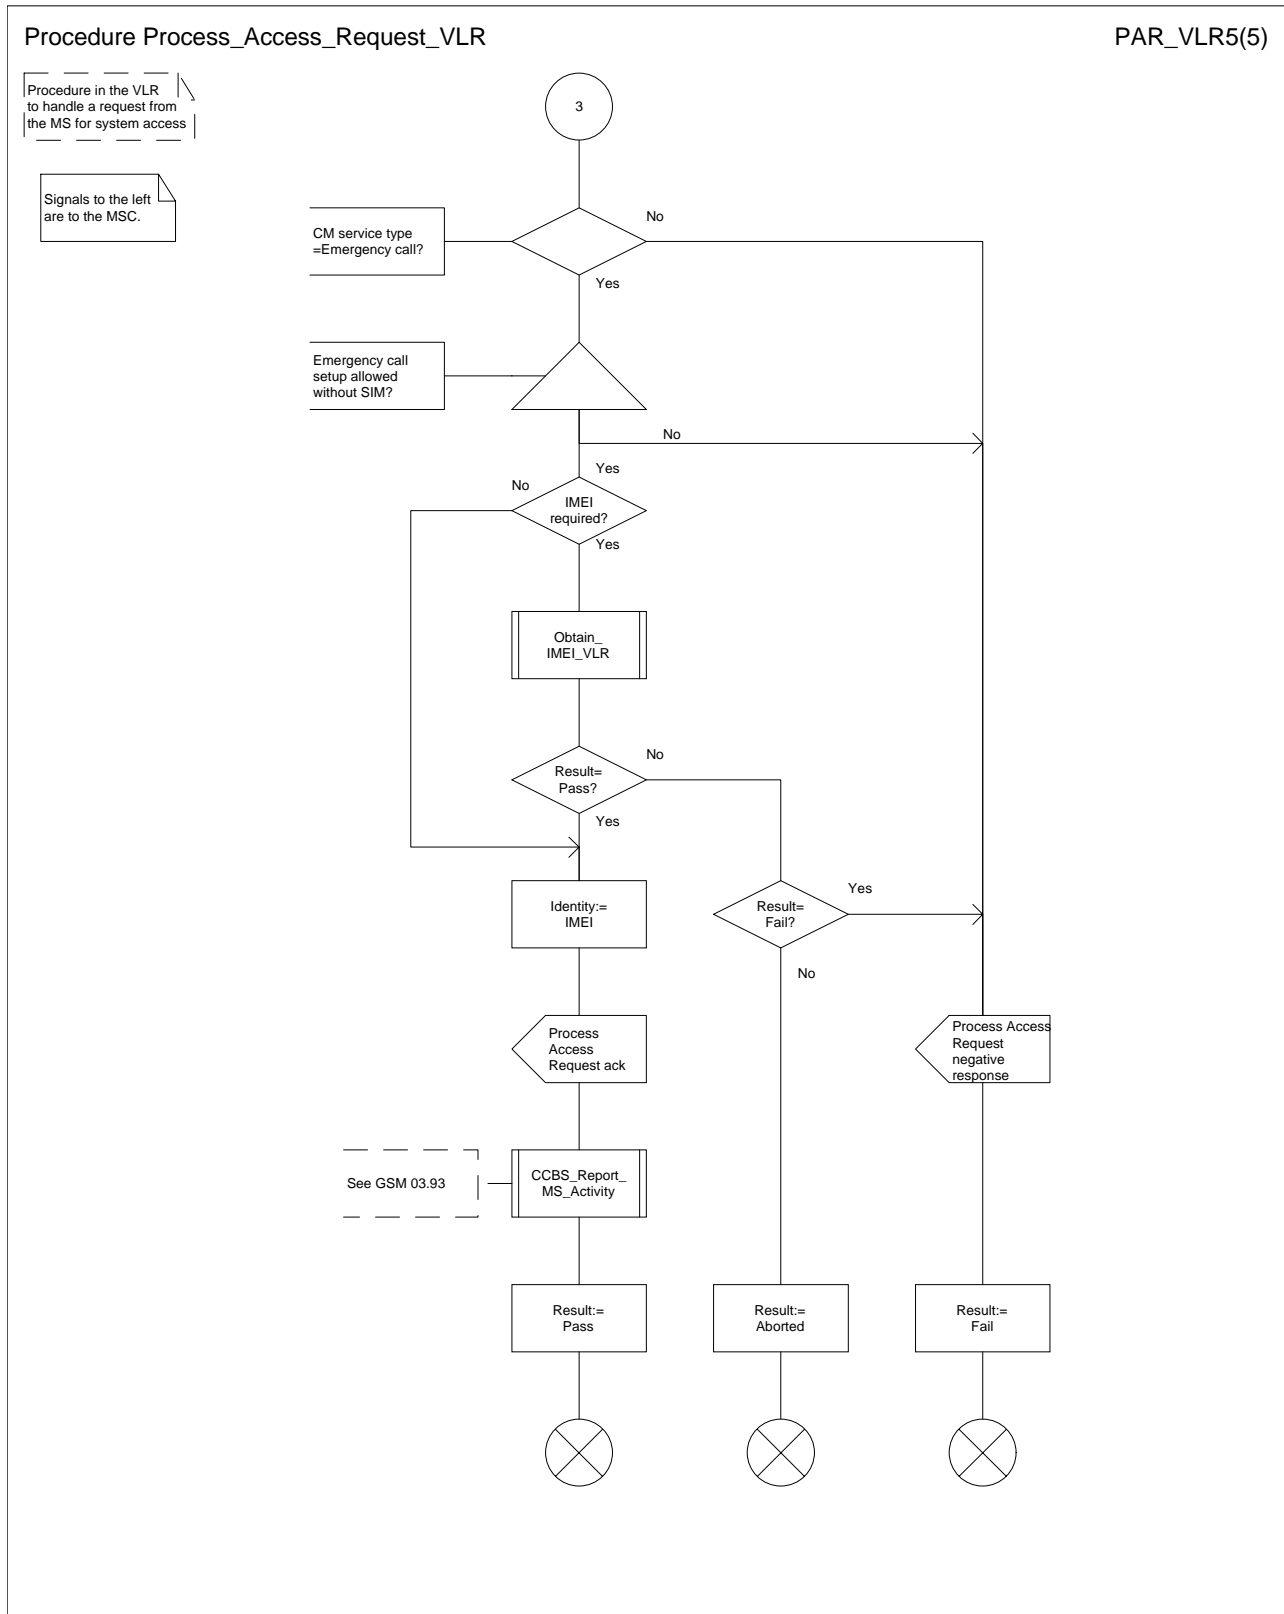 Procedure Process_Access_Request_VLR
PAR_VLR5(5)
Procedure in the VLR
to handle a request from
the MS for system access
3
Signals to the left
are to the MSC.
CM service type
=Emergency call?
No
Yes
Emergency call
setup allowed
without SIM?
No
Yes
No
IMEI
required?
Yes
Obtain_
IMEI_VLR
No
Result=
Pass?
Yes
Identity:=
IMEI
Result=
Fail?
Yes
No
Process
Access
Request ack
Process Access
Request
negative
response
See GSM 03.93
CCBS_Report_
MS_Activity
Result:=
Pass
Result:=
Aborted
Result:=
Fail